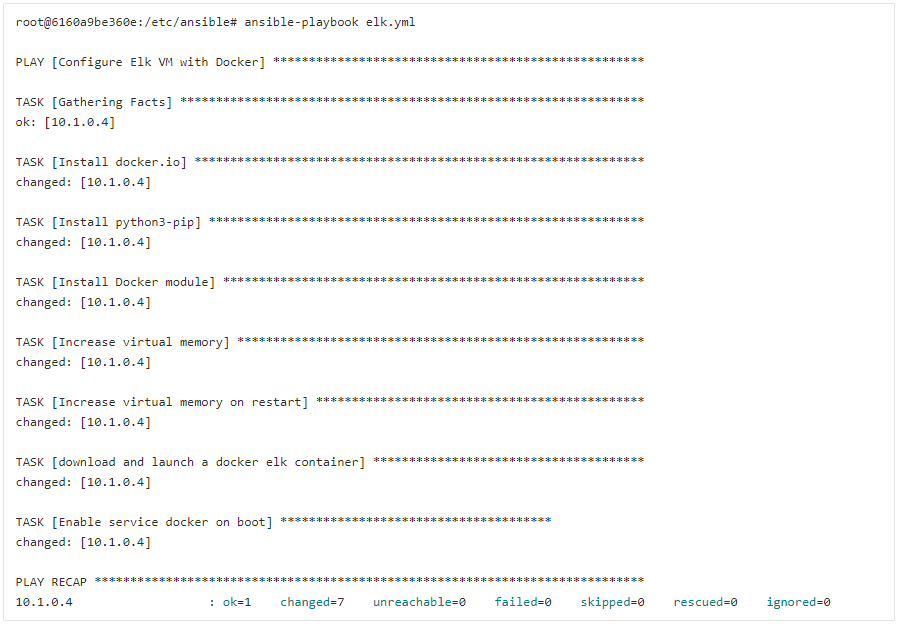 root@6160a9be360e:/etc/ansible# ansible-playbook elk.yml
PLAY [Configure Elk VM with Docker] ****************************************************
TASK [Gathering Facts] *****************************************************************
ok: [10.1.0.4]
TASK [Install docker.io] ***************************************************************
changed: [10.1.0.4]
TASK [Install python3-pip] *************************************************************
changed: [10.1.0.4]
TASK [Install Docker module] ***********************************************************
changed: [10.1.0.4]
TASK [Increase virtual memory] *********************************************************
changed: [10.1.0.4]
TASK [Increase virtual memory on restart] **********************************************
changed: [10.1.0.4]
TASK [download and launch a docker elk container] **************************************
changed: [10.1.0.4]
TASK [Enable service docker on boot] **************************************
changed: [10.1.0.4]
PLAY RECAP *****************************************************************************
10.1.0.4                   : ok=1    changed=7    unreachable=0    failed=0    skipped=0    rescued=0    ignored=0